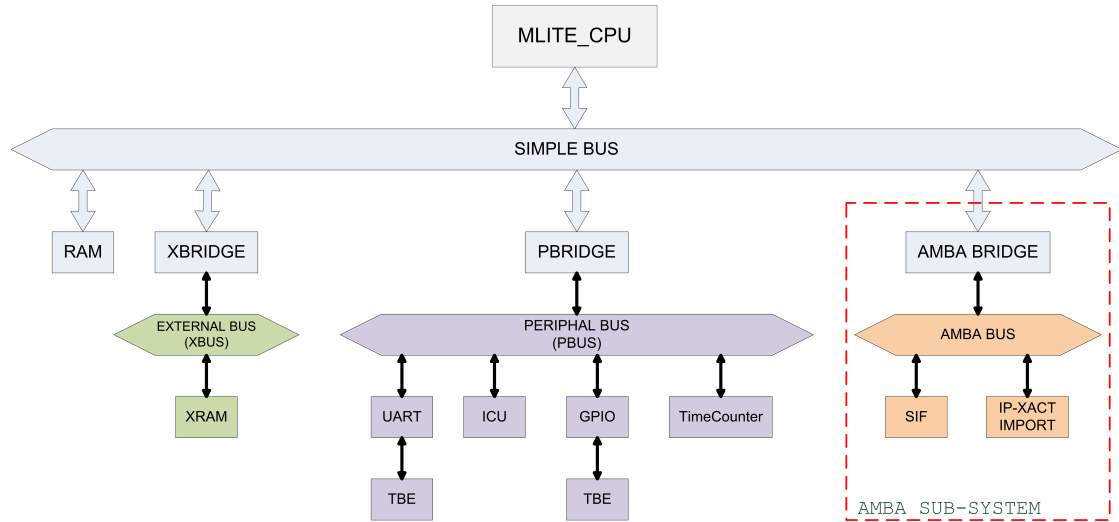 MLITE_CPU
SIMPLE BUS
RAM
XBRIDGE
PBRIDGE
AMBA BRIDGE
EXTERNAL BUS
(XBUS)
PERIPHAL BUS
(PBUS)
AMBA BUS
XRAM
UART
ICU
GPIO
TimeCounter
SIF
IP-XACT
IMPORT
TBE
TBE
AMBA SUB-SYSTEM